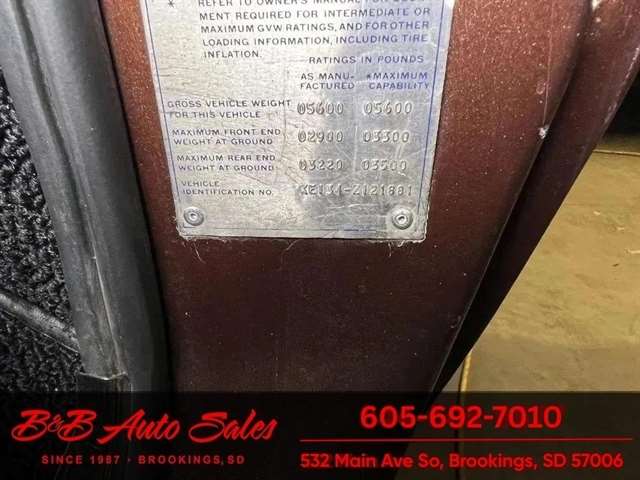 * REFER TO OWNER'S MANUAL FOR
MENT REQUIRED FOR INTERMEDIATE OR
MAXIMUM GVW RATINGS, AND FOR OTHER
LOADING INFORMATION, INCLUDING TIRE
INFLATION.
RATINGS IN POUNDS
AS MANU- *MAXIMUM
FACTURED CAPABILITY
GROSS VEHICLE WEIGHT
FOR THIS VEHICLE 05600 05600
MAXIMUM FRONT END
WEIGHT AT GROUND 02900 03300
MAXIMUM REAR END
WEIGHT AT GROUND 03220 03500
VEHICLE
IDENTIFICATION NO.
B&B Auto Sales
SINCE 1987 • BROOKINGS, SD
605-692-7010
532 Main Ave So, Brookings, SD 57006